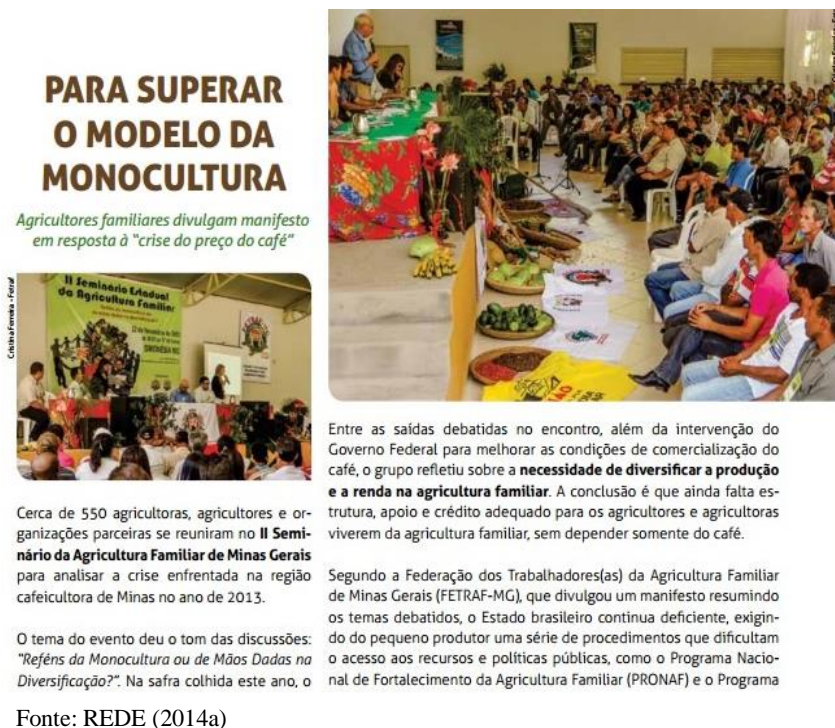 PARA SUPERAR
O MODELO DA
MONOCULTURA
Agricultores familiares divulgam manifesto
em resposta à “crise do preço do café”
Cristina Ferreira - Fetraf
II Seminário Estadual
da Agricultura Familiar
SIMONÉSIA-MG
Cerca de 550 agricultoras, agricultores e or-
ganizações parceiras se reuniram no II Semi-
nário da Agricultura Familiar de Minas Gerais
para analisar a crise enfrentada na região
cafeicultora de Minas no ano de 2013.
O tema do evento deu o tom das discussões:
“Reféns da Monocultura ou de Mãos Dadas na
Diversificação?”. Na safra colhida este ano, o
Entre as saídas debatidas no encontro, além da intervenção do
Governo Federal para melhorar as condições de comercialização do
café, o grupo refletiu sobre a necessidade de diversificar a produção
e a renda na agricultura familiar. A conclusão é que ainda falta es-
trutura, apoio e crédito adequado para os agricultores e agricultoras
viverem da agricultura familiar, sem depender somente do café.
Segundo a Federação dos Trabalhadores(as) da Agricultura Familiar
de Minas Gerais (FETRAF-MG), que divulgou um manifesto resumindo
os temas debatidos, o Estado brasileiro continua deficiente, exigin-
do do pequeno produtor uma série de procedimentos que dificultam
o acesso aos recursos e políticas públicas, como o Programa Nacio-
nal de Fortalecimento da Agricultura Familiar (PRONAF) e o Programa
Fonte: REDE (2014a)